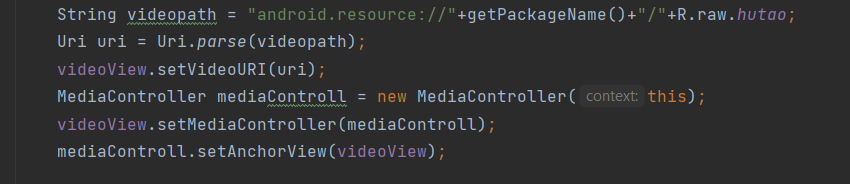 String videopath = "android.resource://"+getPackageName()+"/"+R.raw.hutao;
Uri uri = Uri.parse(videopath);
videoView.setVideoURI(uri);
MediaController mediaControll = new MediaController( context: this);
videoView.setMediaController(mediaControll);
mediaControll.setAnchorView(videoView);